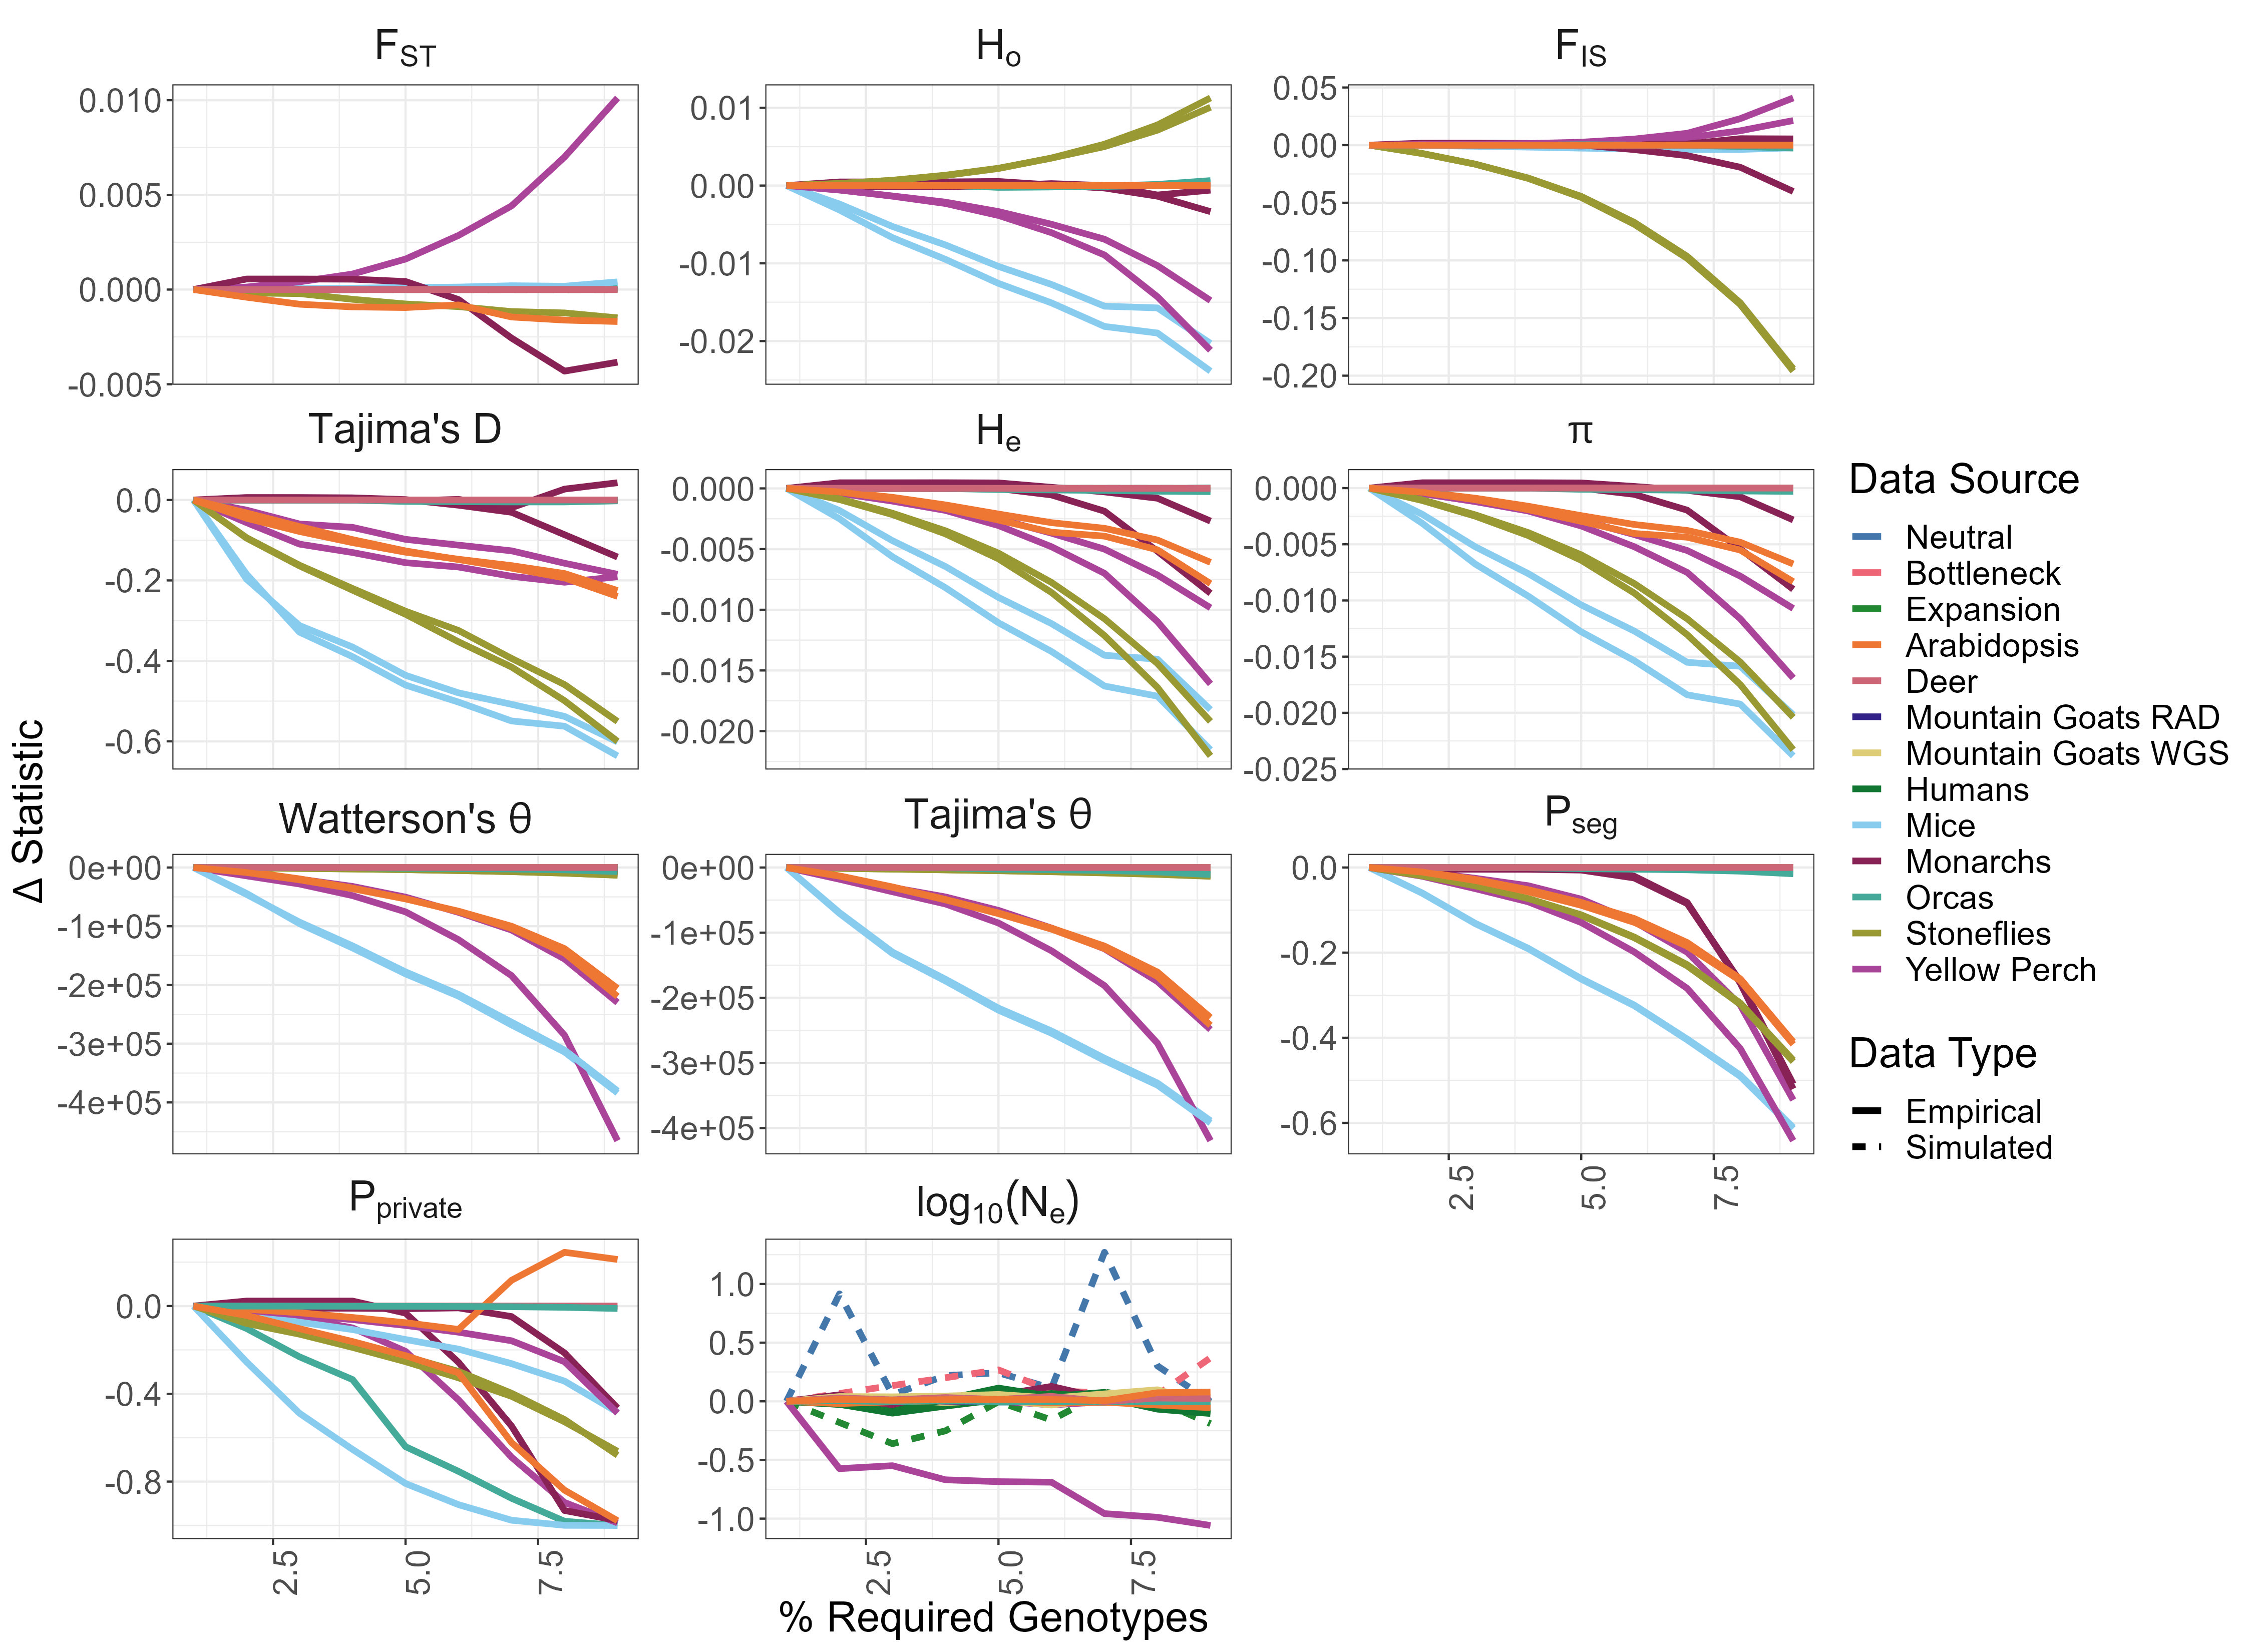 F_ST H_o F_IS
0.010 0.01 0.05
0.005 0.00 0.00
0.000 -0.01 -0.05
-0.005 -0.02 -0.10
-0.15
-0.20
Tajima's D H_e π
0.0 0.000 0.000
-0.2 -0.005 -0.005
-0.4 -0.010 -0.010
-0.6 -0.015 -0.015
-0.020 -0.020
-0.025
Watterson's θ Tajima's θ P_seg
0e+00 0e+00 0.0
-1e+05 -1e+05 -0.2
-2e+05 -2e+05 -0.4
-3e+05 -3e+05 -0.6
-4e+05 -4e+05
2.5 5.0 7.5
P_private log₁₀(N_e)
0.0 1.0
-0.4 0.5
-0.8 0.0
-0.5
-1.0
2.5 5.0 7.5 2.5 5.0 7.5
Δ Statistic
% Required Genotypes
Data Source
Neutral
Bottleneck
Expansion
Arabidopsis
Deer
Mountain Goats RAD
Mountain Goats WGS
Humans
Mice
Monarchs
Orcas
Stoneflies
Yellow Perch
Data Type
Empirical
Simulated